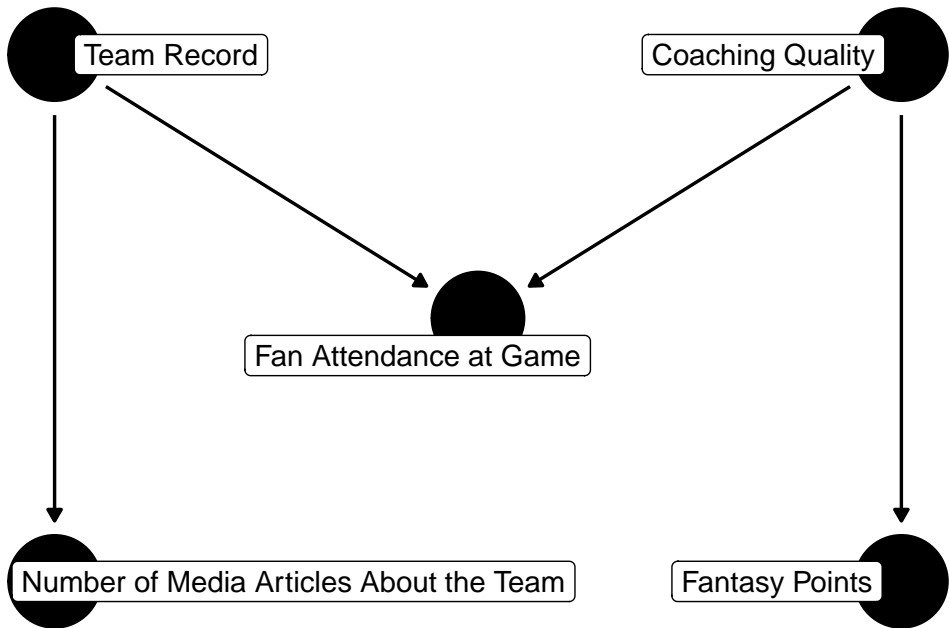 Team Record
Coaching Quality
Fan Attendance at Game
Number of Media Articles About the Team
Fantasy Points